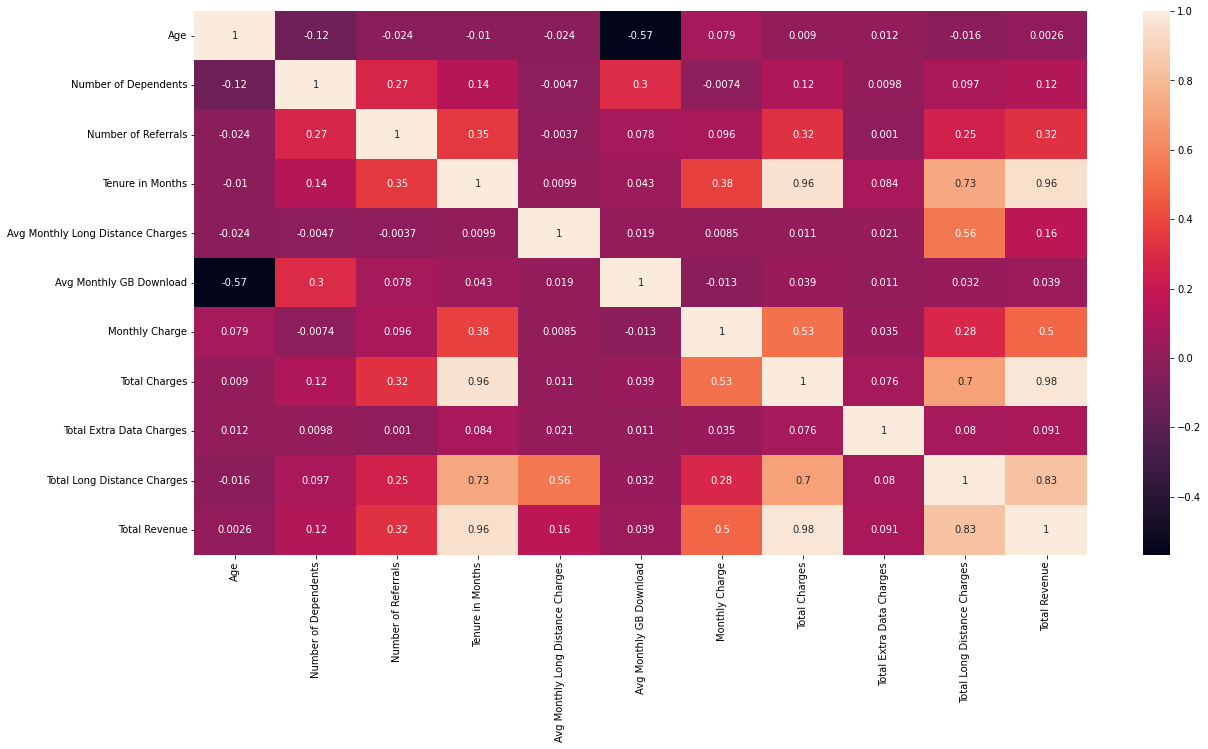 Age 1 -0.12 -0.024 -0.01 -0.024 -0.57 0.079 0.009 0.012 -0.016 0.0026
Number of Dependents -0.12 1 0.27 0.14 -0.0047 0.3 -0.0074 0.12 0.0098 0.097 0.12
Number of Referrals -0.024 0.27 1 0.35 -0.0037 0.078 0.096 0.32 0.001 0.25 0.32
Tenure in Months -0.01 0.14 0.35 1 0.0099 0.043 0.38 0.96 0.084 0.73 0.96
Avg Monthly Long Distance Charges -0.024 -0.0047 -0.0037 0.0099 1 0.019 0.0085 0.011 0.021 0.56 0.16
Avg Monthly GB Download -0.57 0.3 0.078 0.043 0.019 1 -0.013 0.039 0.011 0.032 0.039
Monthly Charge 0.079 -0.0074 0.096 0.38 0.0085 -0.013 1 0.53 0.035 0.28 0.5
Total Charges 0.009 0.12 0.32 0.96 0.011 0.039 0.53 1 0.076 0.7 0.98
Total Extra Data Charges 0.012 0.0098 0.001 0.084 0.021 0.011 0.035 0.076 1 0.08 0.091
Total Long Distance Charges -0.016 0.097 0.25 0.73 0.56 0.032 0.28 0.7 0.08 1 0.83
Total Revenue 0.0026 0.12 0.32 0.96 0.16 0.039 0.5 0.98 0.091 0.83 1
Age
Number of Dependents
Number of Referrals
Tenure in Months
Avg Monthly Long Distance Charges
Avg Monthly GB Download
Monthly Charge
Total Charges
Total Extra Data Charges
Total Long Distance Charges
Total Revenue
1.0
0.8
0.6
0.4
0.2
0.0
−0.2
−0.4